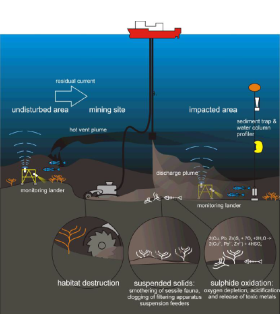 residual current
undisturbed area
mining site
impacted area
sediment trap &
water column
profiler
hot vent plume
discharge plume
monitoring lander
monitoring lander
habitat destruction
suspended solids:
smothering of sessile fauna,
clogging of filtering apparatus
suspension feeders
sulphide oxidation:
oxygen depletion, acidification
and release of toxic metals